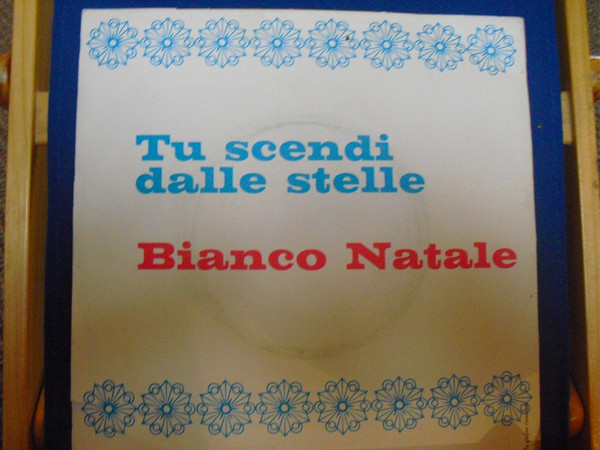 Tu scendi
dalle stelle
Bianco Natale